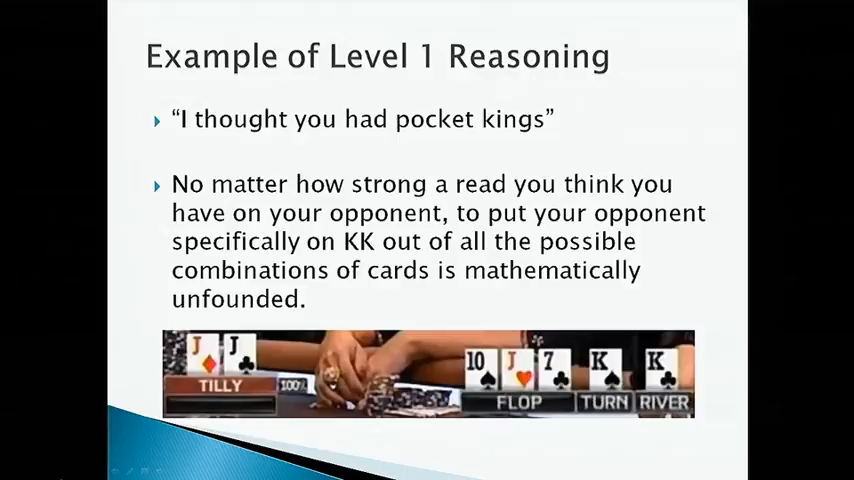 Example of Level 1 Reasoning
"I thought you had pocket kings"
No matter how strong a read you think you
have on your opponent, to put your opponent
specifically on KK out of all the possible
combinations of cards is mathematically
unfounded.
J J 10 J 7 K K
TILLY 100% FLOP TURN RIVER